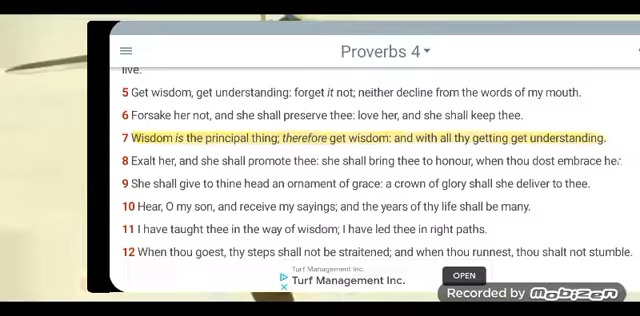 Proverbs 4
live.
5 Get wisdom, get understanding: forget it not; neither decline from the words of my mouth.
6 Forsake her not, and she shall preserve thee: love her, and she shall keep thee.
7 Wisdom is the principal thing; therefore get wisdom: and with all thy getting get understanding.
8 Exalt her, and she shall promote thee: she shall bring thee to honour, when thou dost embrace her.
9 She shall give to thine head an ornament of grace: a crown of glory shall she deliver to thee.
10 Hear, O my son, and receive my sayings; and the years of thy life shall be many.
11 I have taught thee in the way of wisdom; I have led thee in right paths.
12 When thou goest, thy steps shall not be straitened; and when thou runnest, thou shalt not stumble.
Turf Management Inc.
Turf Management Inc.
OPEN
Recorded by mobizen